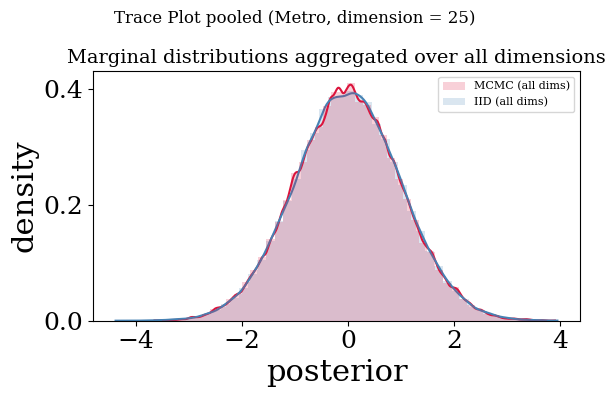 Trace Plot pooled (Metro, dimension = 25)
Marginal distributions aggregated over all dimensions
MCMC (all dims)
IID (all dims)
density
0.4
0.2
0.0
−4
−2
0
2
4
posterior